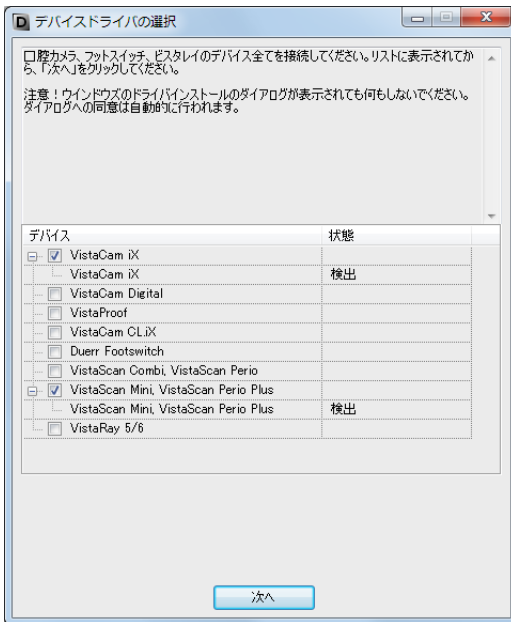 D デバイスドライバの選択
口腔カメラ、フットスイッチ、ビスタレイのデバイス全てを接続してください。リストに表示されてか
ら、「次へ」をクリックしてください。
注意！ウインドウズのドライバインストールのダイアログが表示されても何もしないでください。
ダイアログへの同意は自動的に行われます。
デバイス 状態
VistaCam iX
VistaCam iX 検出
VistaCam Digital
VistaProof
VistaCam CL.iX
Duerr Footswitch
VistaScan Combi, VistaScan Perio
VistaScan Mini, VistaScan Perio Plus
VistaScan Mini, VistaScan Perio Plus 検出
VistaRay 5/6
次へ